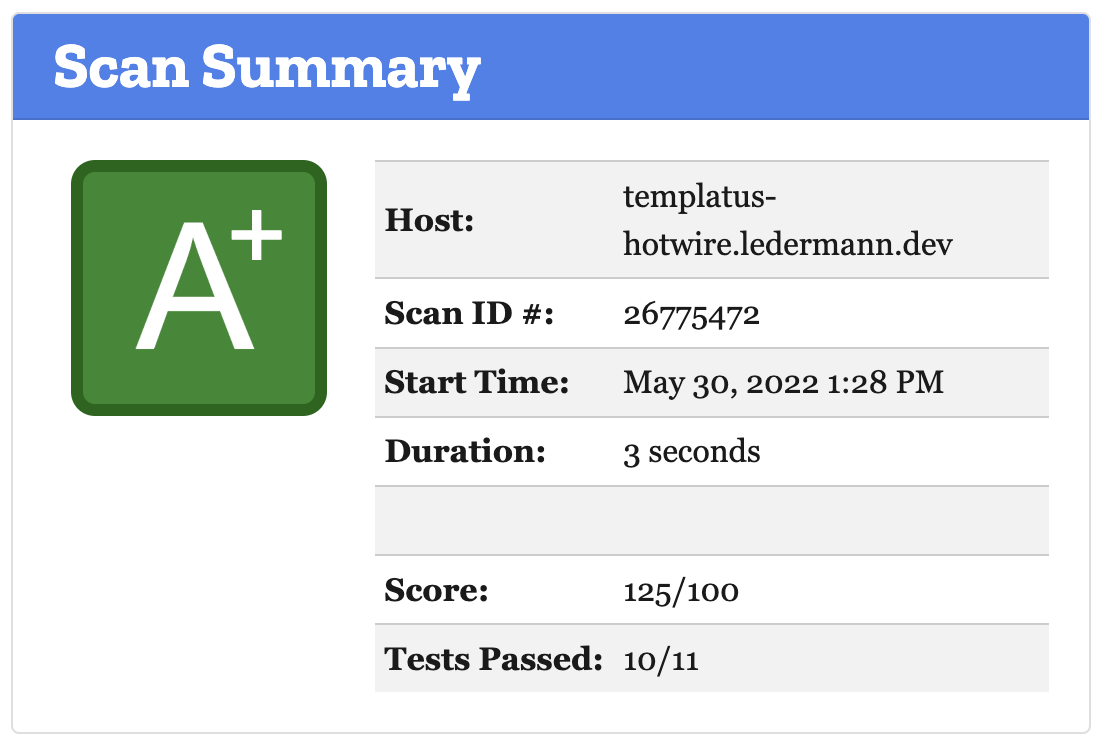 Scan Summary
A+
Host: templatus-
hotwire.ledermann.dev
Scan ID #: 26775472
Start Time: May 30, 2022 1:28 PM
Duration: 3 seconds
Score: 125/100
Tests Passed: 10/11